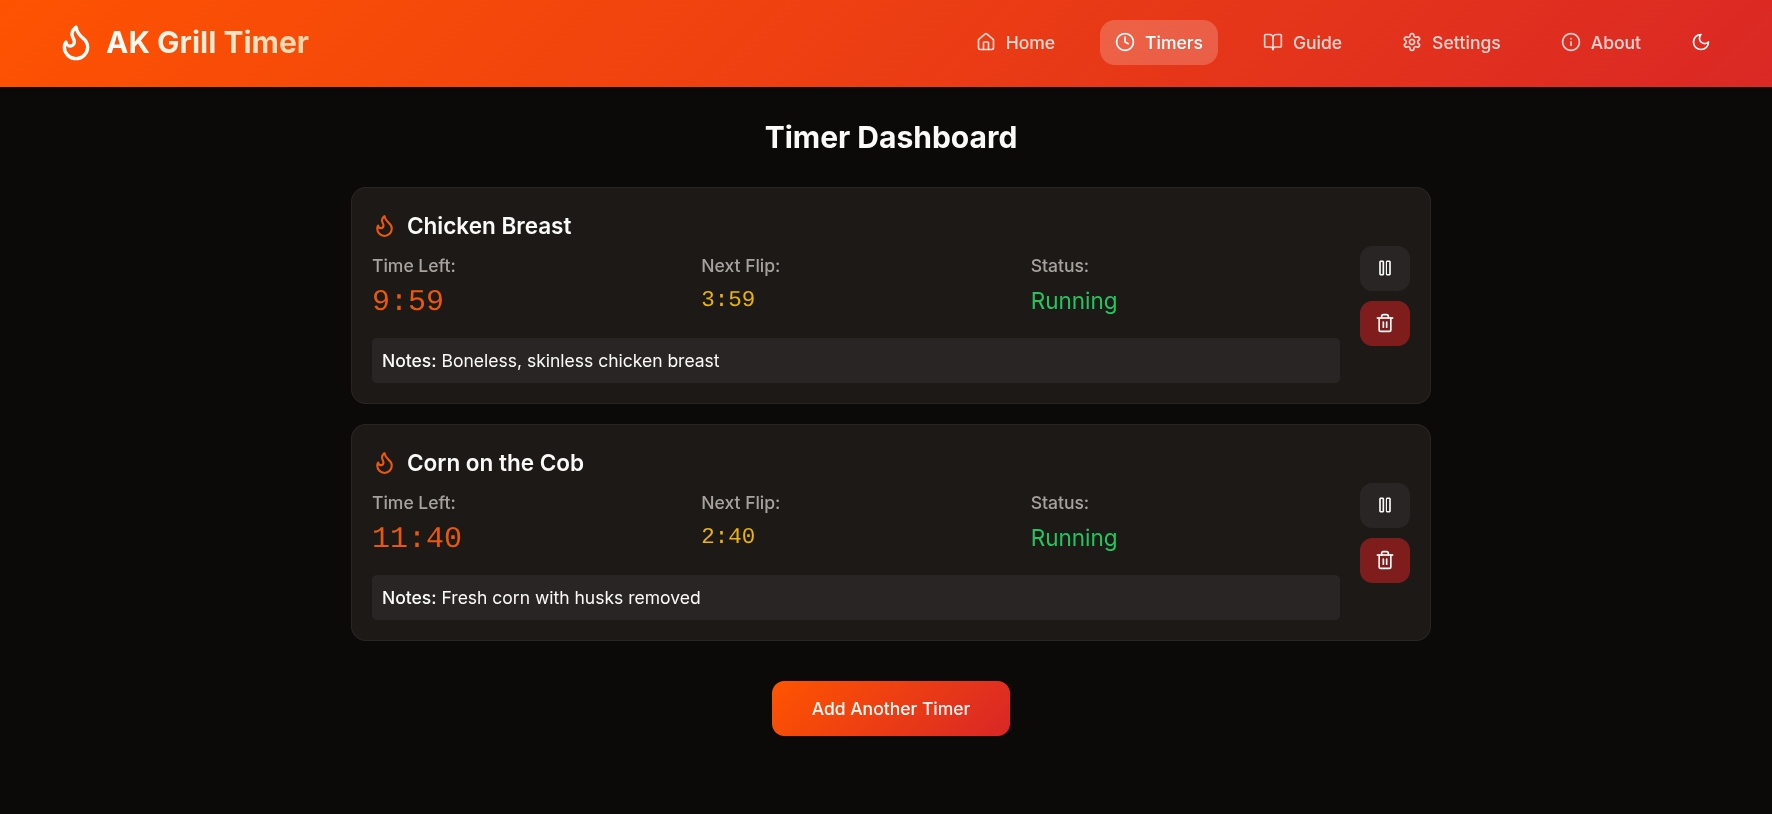 AK Grill Timer
Home Timers Guide Settings About
Timer Dashboard
Chicken Breast
Time Left: Next Flip: Status:
9:59 3:59 Running
Notes: Boneless, skinless chicken breast
Corn on the Cob
Time Left: Next Flip: Status:
11:40 2:40 Running
Notes: Fresh corn with husks removed
Add Another Timer